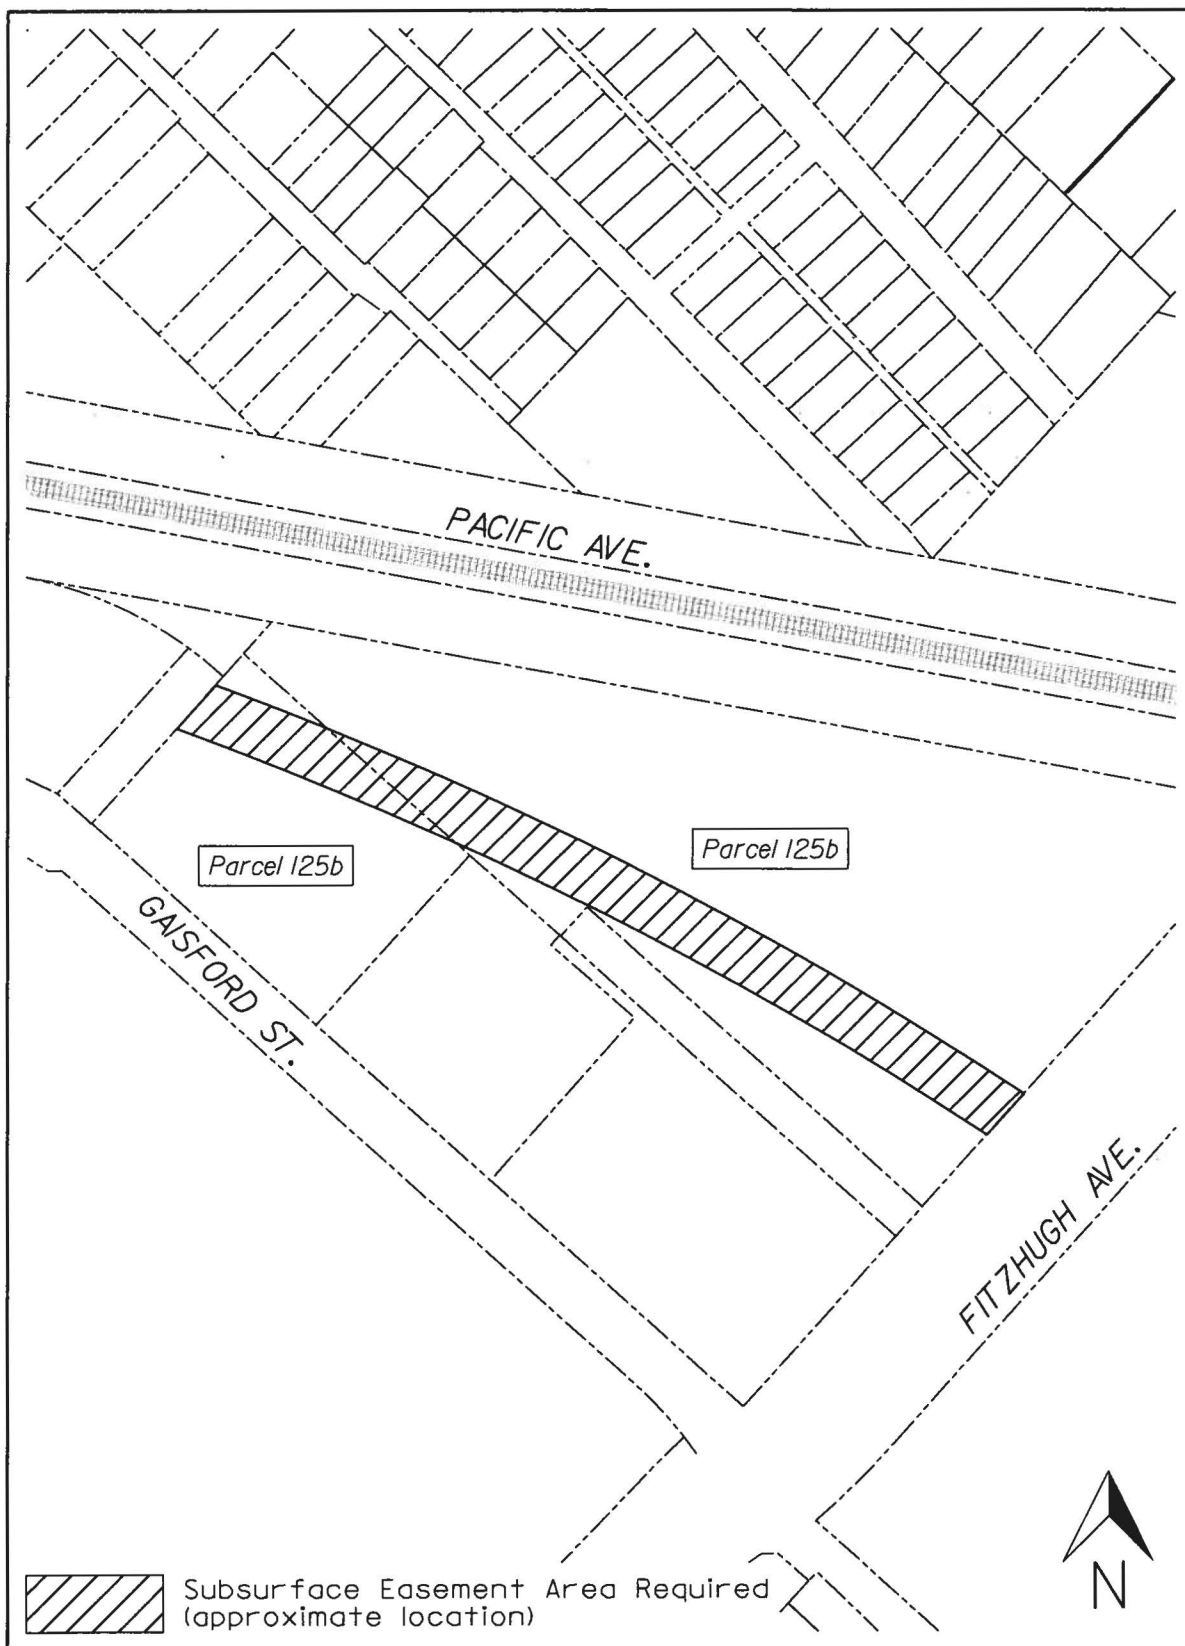 PACIFIC AVE.
Parcel 125b
Parcel 125b
GAISFORD ST.
FITZHUGH AVE.
N
Subsurface Easement Area Required
(approximate location)